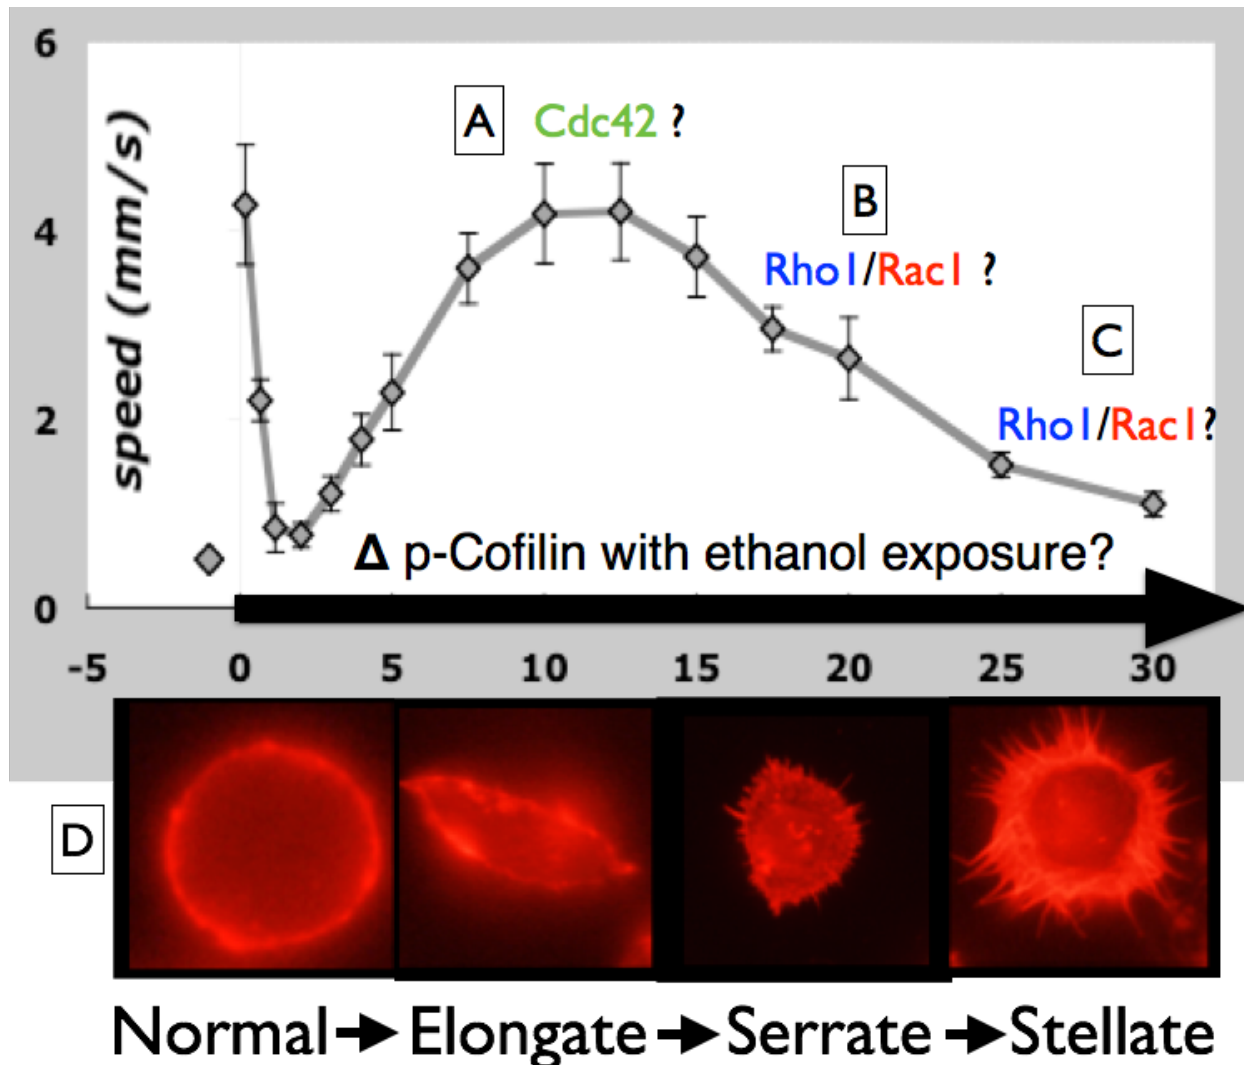 6
A
Cdc42 ?
B
4
Rho1/Rac1 ?
speed (mm/s)
C
2
Rho1/Rac1?
Δ p-Cofilin with ethanol exposure?
0
-5 0 5 10 15 20 25 30
D
Normal→Elongate→Serrate→Stellate